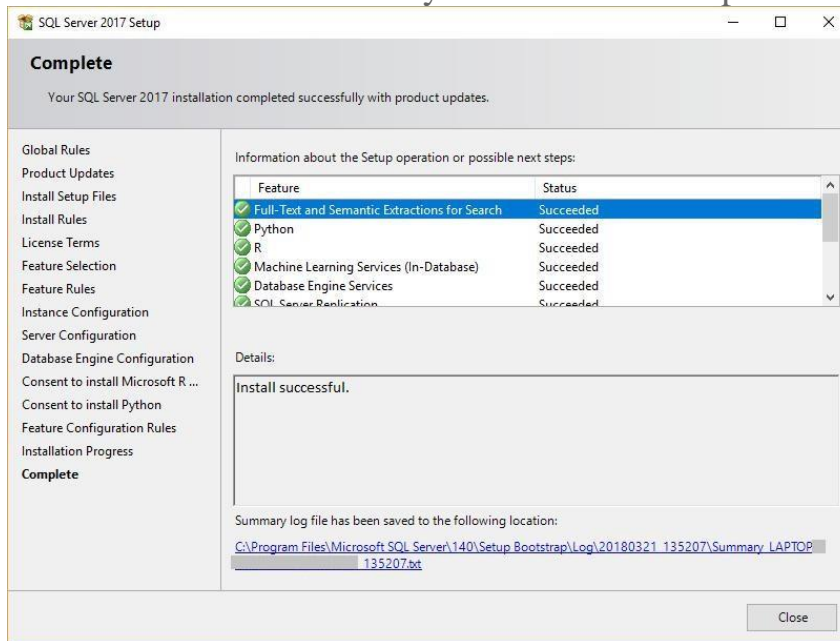 SQL Server 2017 Setup
Complete
Your SQL Server 2017 installation completed successfully with product updates.
Global Rules
Product Updates
Install Setup Files
Install Rules
License Terms
Feature Selection
Feature Rules
Instance Configuration
Server Configuration
Database Engine Configuration
Consent to install Microsoft R ...
Consent to install Python
Feature Configuration Rules
Installation Progress
Complete
Information about the Setup operation or possible next steps:
Feature Status
Full-Text and Semantic Extractions for Search Succeeded
Python Succeeded
R Succeeded
Machine Learning Services (In-Database) Succeeded
Database Engine Services Succeeded
SQL Server Replication Succeeded
Details:
Install successful.
Summary log file has been saved to the following location:
C:\Program Files\Microsoft SQL Server\140\Setup Bootstrap\Log\20180321_135207\Summary_LAPTOP
_135207.txt
Close